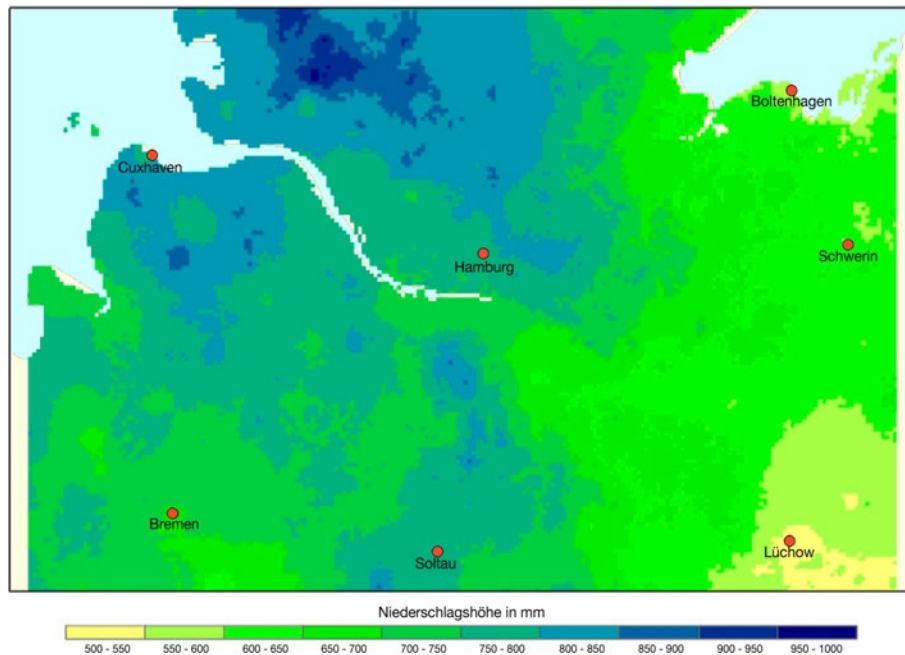 Boltenhagen
Cuxhaven
Hamburg
Schwerin
Bremen
Soltau
Lüchow
Niederschlagshöhe in mm
500 - 550 550 - 600 600 - 650 650 - 700 700 - 750 750 - 800 800 - 850 850 - 900 900 - 950 950 - 1000